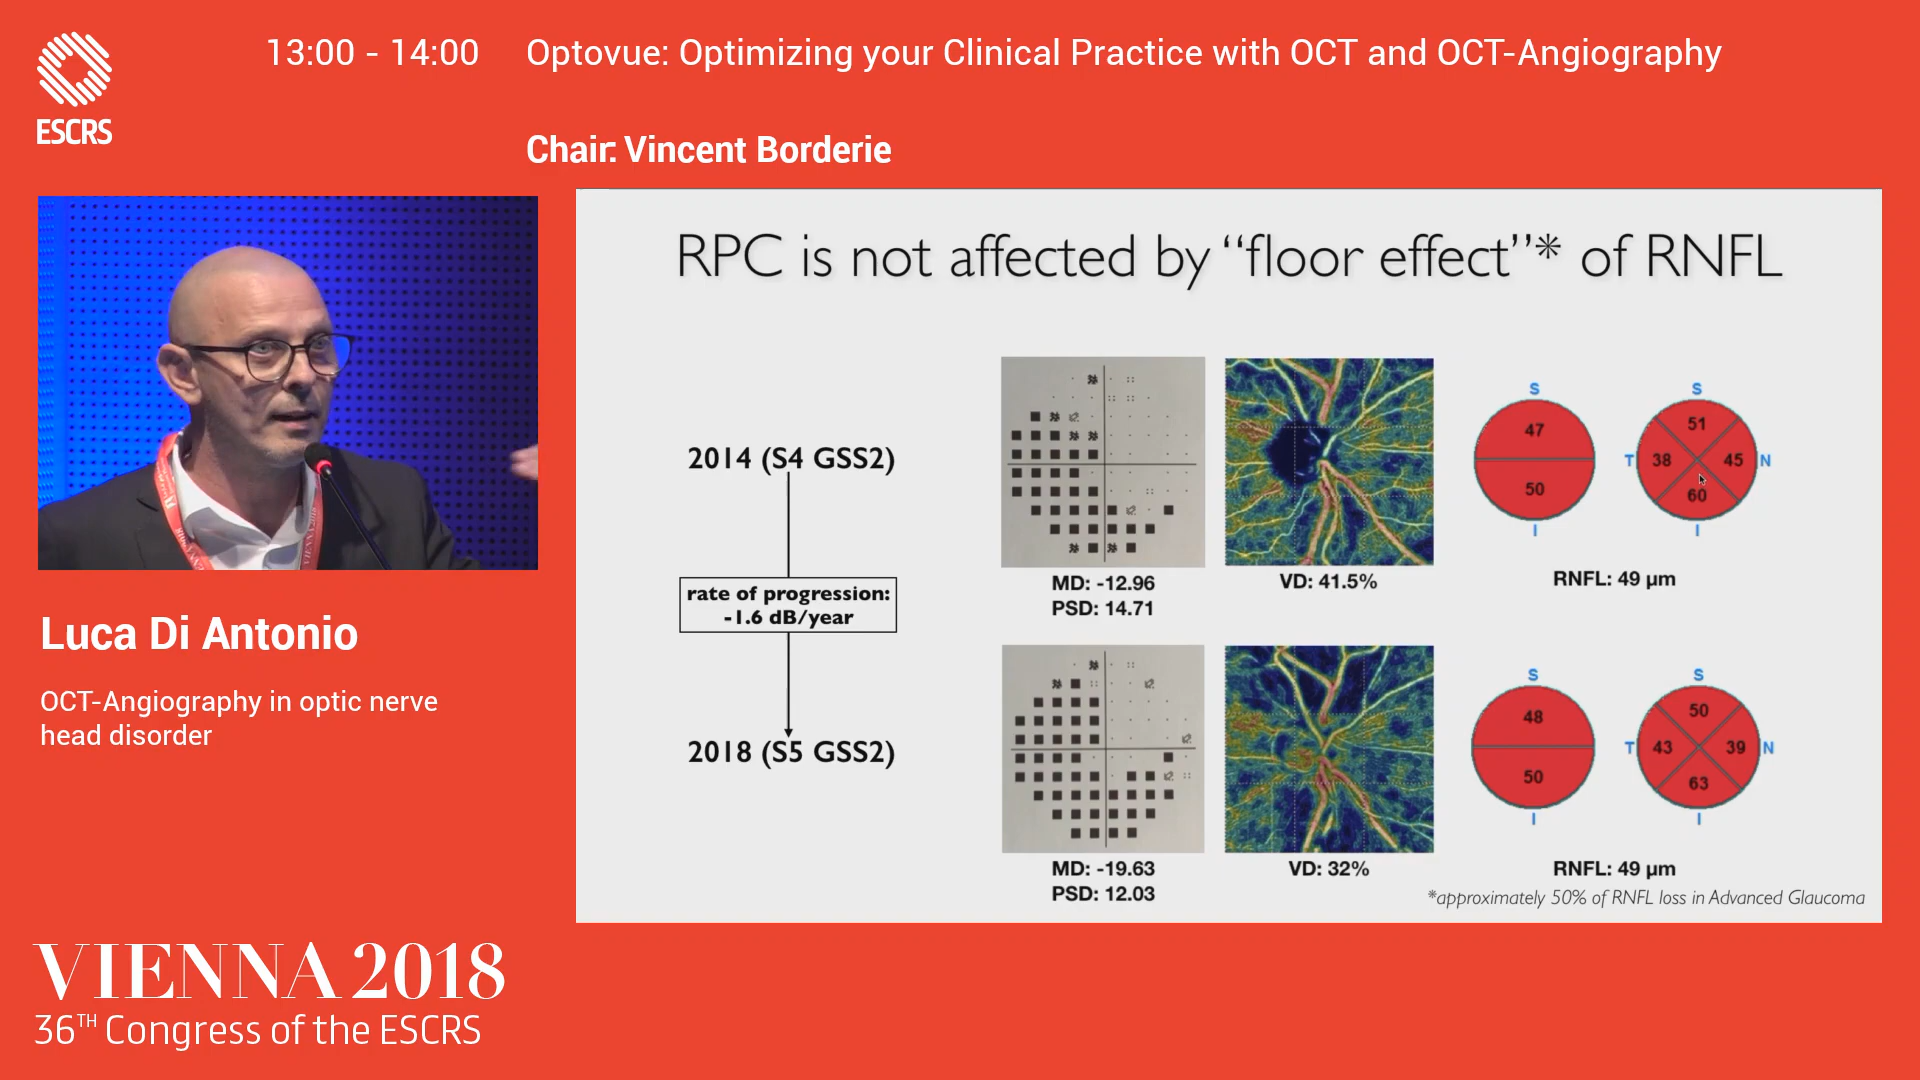 ESCRS
13:00 - 14:00 Optovue: Optimizing your Clinical Practice with OCT and OCT-Angiography
Chair: Vincent Borderie
RPC is not affected by “floor effect”* of RNFL
2014 (S4 GSS2)
rate of progression:
-1.6 dB/year
2018 (S5 GSS2)
MD: -12.96
PSD: 14.71
VD: 41.5%
S
47
50
I
S
51
T 38 45 N
60
I
RNFL: 49 µm
MD: -19.63
PSD: 12.03
VD: 32%
S
48
50
I
S
50
T 43 39 N
63
I
RNFL: 49 µm
*approximately 50% of RNFL loss in Advanced Glaucoma
Luca Di Antonio
OCT-Angiography in optic nerve
head disorder
VIENNA 2018
36TH Congress of the ESCRS